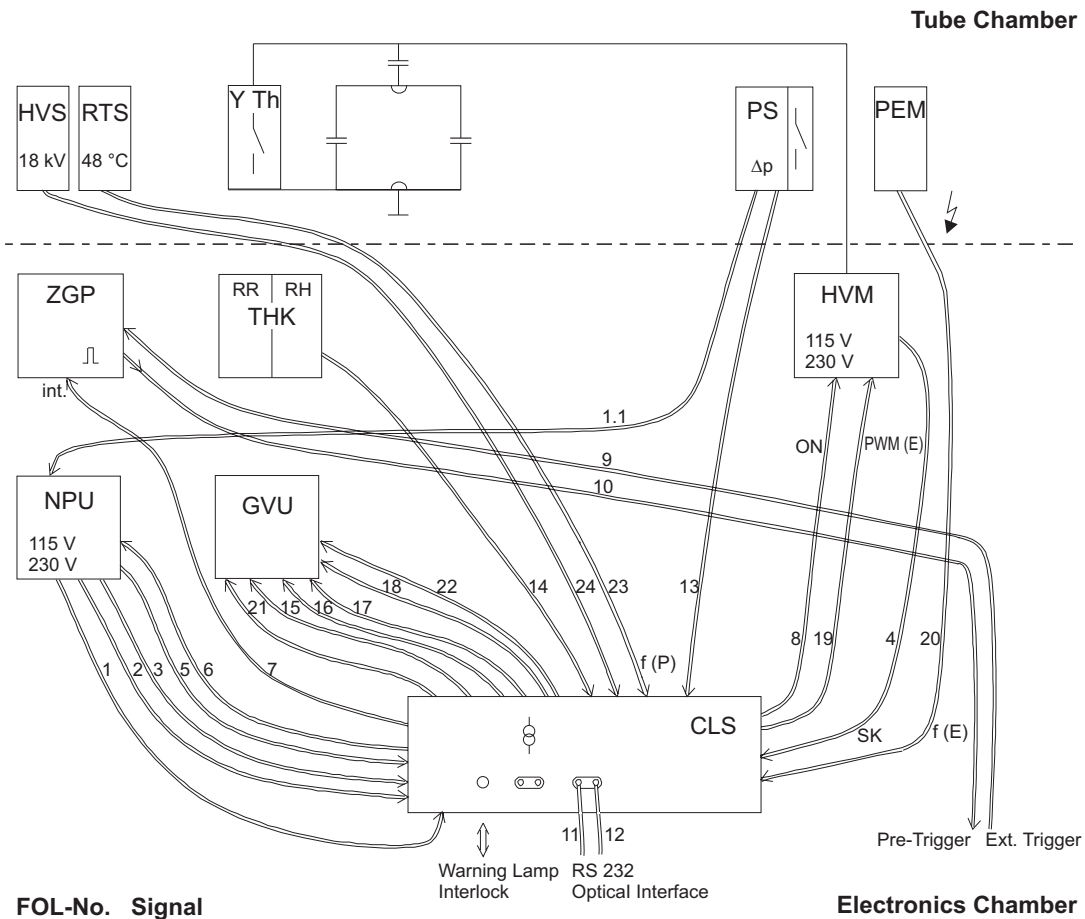 Tube Chamber
HVS
18 kV
RTS
48 °C
Y Th
PS
Δp
PEM
ZGP
int.
RR RH
THK
HVM
115 V
230 V
1.1
9
10
ON
PWM (E)
NPU
115 V
230 V
GVU
1
2
3
5
6
7
21
15
16
17
18
22
14
24
23
13
f (P)
8
19
4
20
CLS
SK
f (E)
11
12
Pre-Trigger Ext. Trigger
Warning Lamp
Interlock
RS 232
Optical Interface
FOL-No. Signal
Electronics Chamber